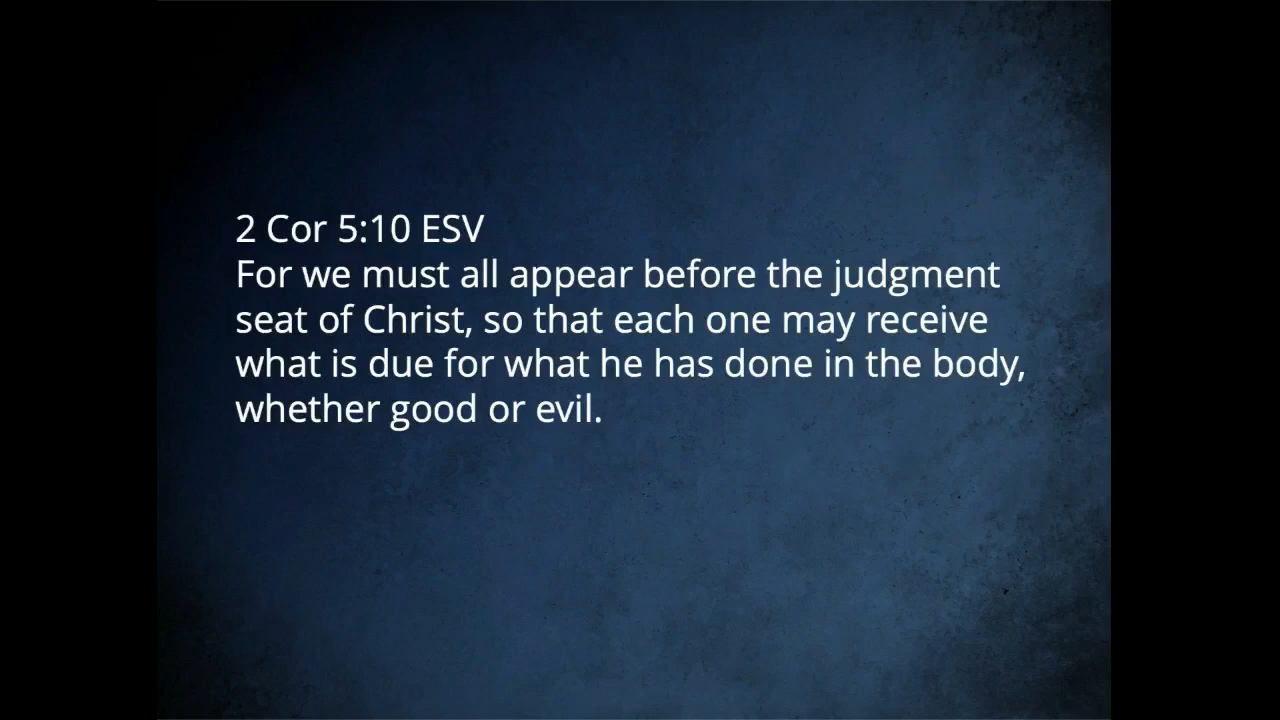 2 Cor 5:10 ESV
For we must all appear before the judgment
seat of Christ, so that each one may receive
what is due for what he has done in the body,
whether good or evil.